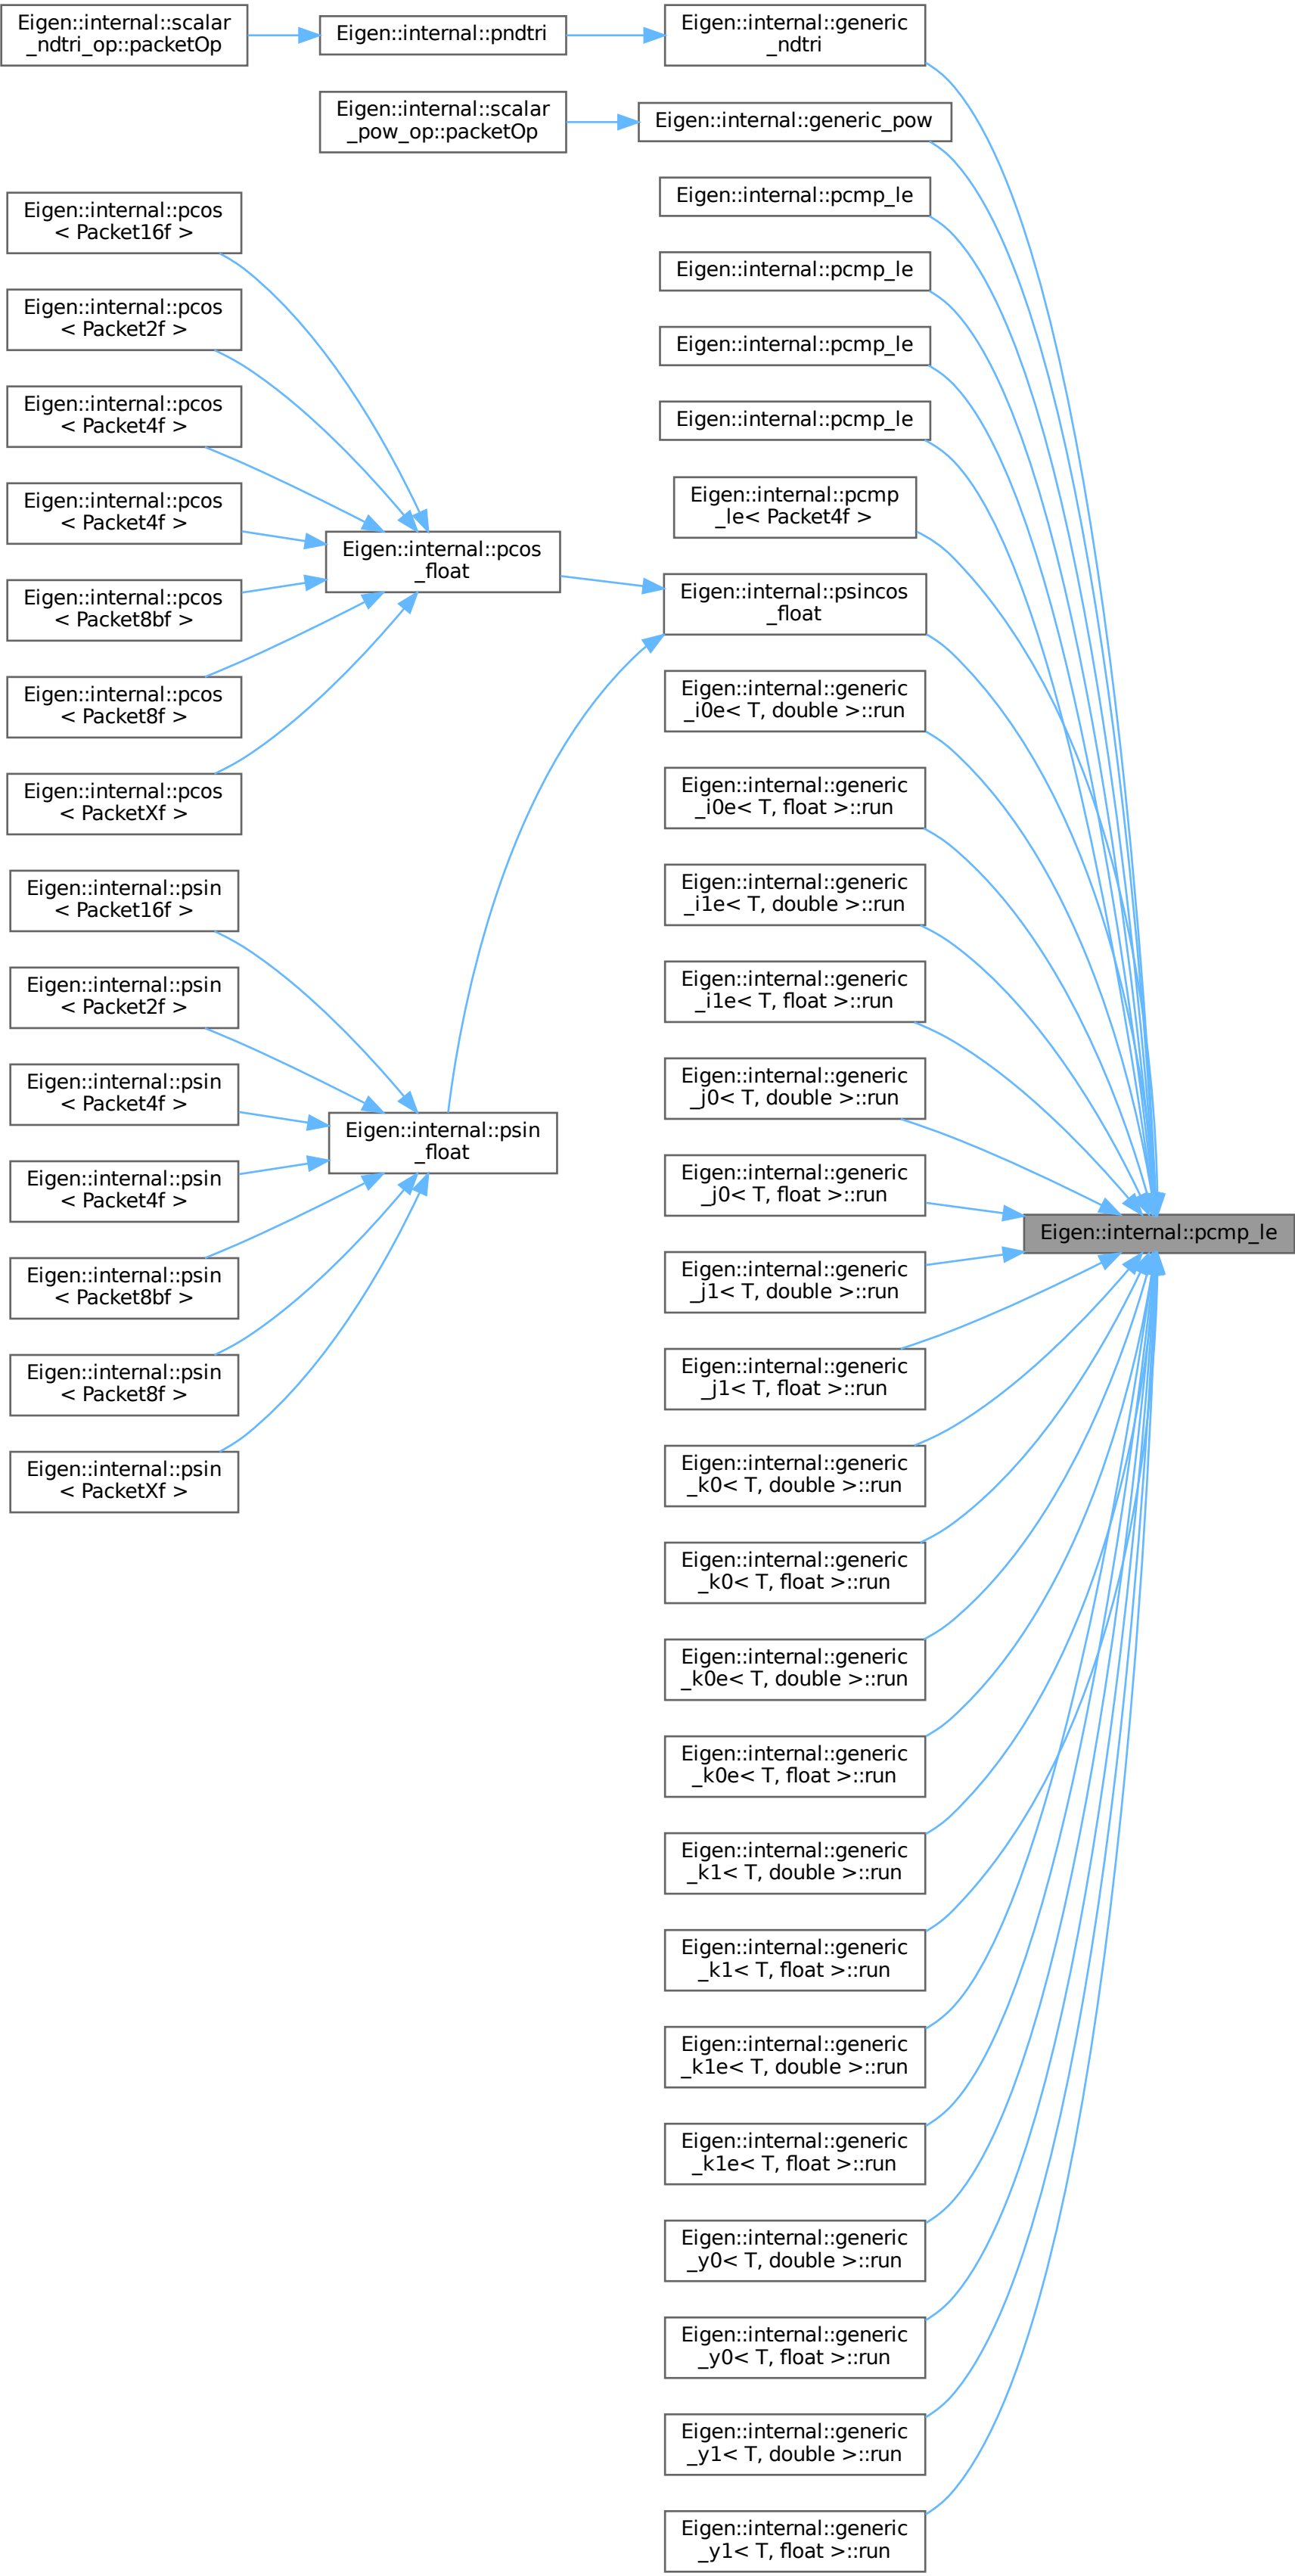 Eigen::internal::scalar
_ndtri_op::packetOp
Eigen::internal::pndtri
Eigen::internal::generic
_ndtri
Eigen::internal::scalar
_pow_op::packetOp
Eigen::internal::generic_pow
Eigen::internal::pcmp_le
Eigen::internal::pcmp_le
Eigen::internal::pcmp_le
Eigen::internal::pcmp_le
Eigen::internal::pcmp
_le< Packet4f >
Eigen::internal::pcos
< Packet16f >
Eigen::internal::pcos
< Packet2f >
Eigen::internal::pcos
< Packet4f >
Eigen::internal::pcos
< Packet4f >
Eigen::internal::pcos
< Packet8bf >
Eigen::internal::pcos
< Packet8f >
Eigen::internal::pcos
< PacketXf >
Eigen::internal::pcos
_float
Eigen::internal::psincos
_float
Eigen::internal::psin
< Packet16f >
Eigen::internal::psin
< Packet2f >
Eigen::internal::psin
< Packet4f >
Eigen::internal::psin
< Packet4f >
Eigen::internal::psin
< Packet8bf >
Eigen::internal::psin
< Packet8f >
Eigen::internal::psin
< PacketXf >
Eigen::internal::psin
_float
Eigen::internal::generic
_i0e< T, double >::run
Eigen::internal::generic
_i0e< T, float >::run
Eigen::internal::generic
_i1e< T, double >::run
Eigen::internal::generic
_i1e< T, float >::run
Eigen::internal::generic
_j0< T, double >::run
Eigen::internal::generic
_j0< T, float >::run
Eigen::internal::pcmp_le
Eigen::internal::generic
_j1< T, double >::run
Eigen::internal::generic
_j1< T, float >::run
Eigen::internal::generic
_k0< T, double >::run
Eigen::internal::generic
_k0< T, float >::run
Eigen::internal::generic
_k0e< T, double >::run
Eigen::internal::generic
_k0e< T, float >::run
Eigen::internal::generic
_k1< T, double >::run
Eigen::internal::generic
_k1< T, float >::run
Eigen::internal::generic
_k1e< T, double >::run
Eigen::internal::generic
_k1e< T, float >::run
Eigen::internal::generic
_y0< T, double >::run
Eigen::internal::generic
_y0< T, float >::run
Eigen::internal::generic
_y1< T, double >::run
Eigen::internal::generic
_y1< T, float >::run